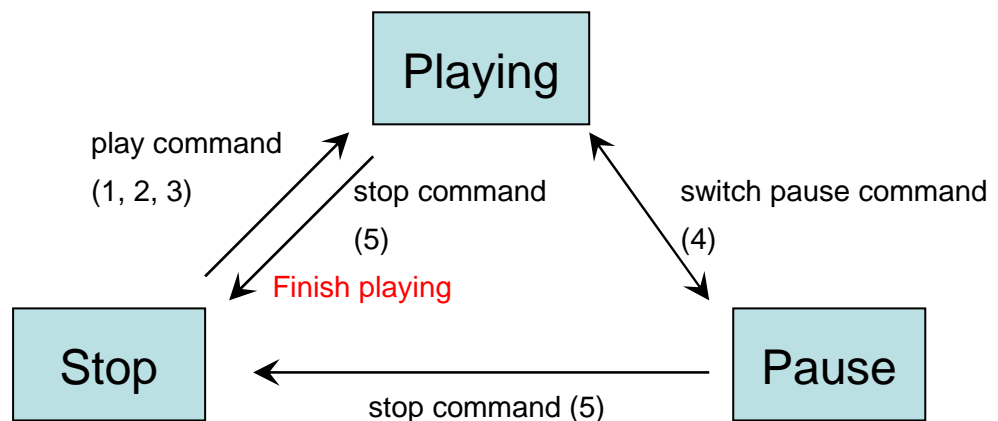 Playing
play command
(1, 2, 3)
stop command
(5)
Finish playing
switch pause command
(4)
Stop
Pause
stop command (5)